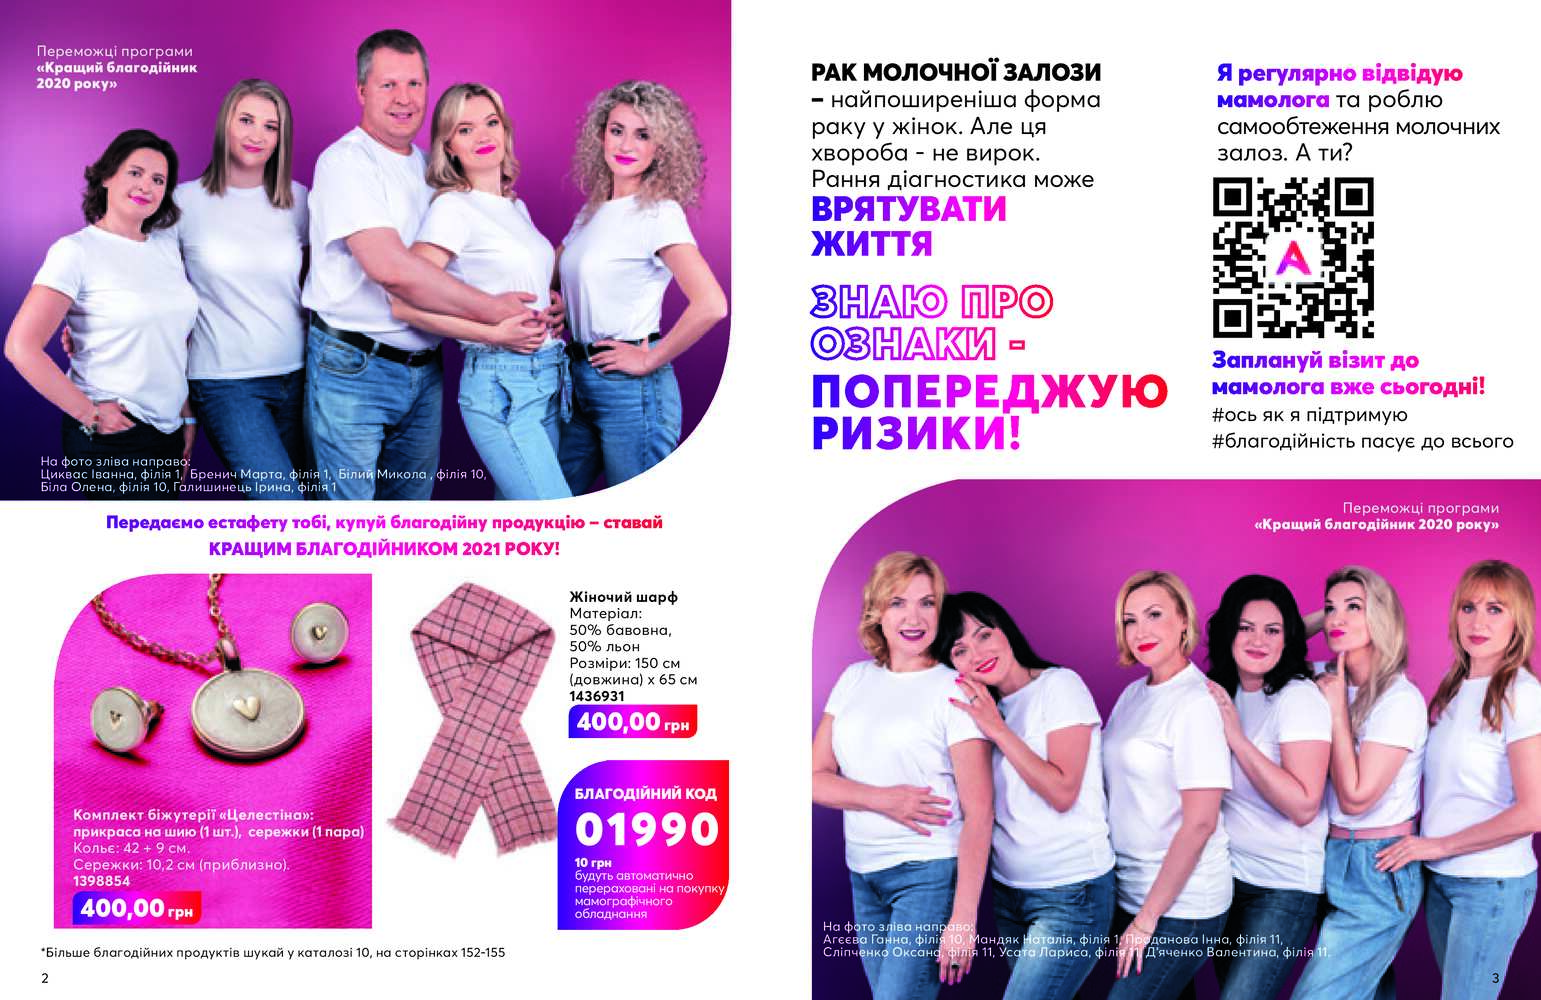 Переможці програми
«Кращий благодійник
2020 року»
На фото зліва направо:
Циквас Іванна, філія 1, Бренич Марта, філія 1, Білий Микола , філія 10,
Біла Олена, філія 10, Галишинець Ірина, філія 1
Передаємо естафету тобі, купуй благодійну продукцію – ставай
КРАЩИМ БЛАГОДІЙНИКОМ 2021 РОКУ!
Комплект біжутерії «Целестіна»:
прикраса на шию (1 шт.), сережки (1 пара)
Кольє: 42 + 9 см.
Сережки: 10,2 см (приблизно).
1398854
400,00 грн
Жіночий шарф
Матеріал:
50% бавовна,
50% льон
Розміри: 150 см
(довжина) х 65 см
1436931
400,00 грн
БЛАГОДІЙНИЙ КОД
01990
10 грн
будуть автоматично
перераховані на покупку
мамографічного
обладнання
*Більше благодійних продуктів шукай у каталозі 10, на сторінках 152-155
2
РАК МОЛОЧНОЇ ЗАЛОЗИ
– найпоширеніша форма
раку у жінок. Але ця
хвороба - не вирок.
Рання діагностика може
ВРЯТУВАТИ
ЖИТТЯ
ЗНАЮ ПРО
ОЗНАКИ -
ПОПЕРЕДЖУЮ
РИЗИКИ!
Я регулярно відвідую
мамолога та роблю
самообтеження молочних
залоз. А ти?
A
Заплануй візит до
мамолога вже сьогодні!
#ось як я підтримую
#благодійність пасує до всього
Переможці програми
«Кращий благодійник 2020 року»
На фото зліва направо:
Агєєва Ганна, філія 10, Мандяк Наталія, філія 1, Проданова Інна, філія 11,
Сліпченко Оксана, філія 11, Усата Лариса, філія 11, Д'яченко Валентина, філія 11.
3